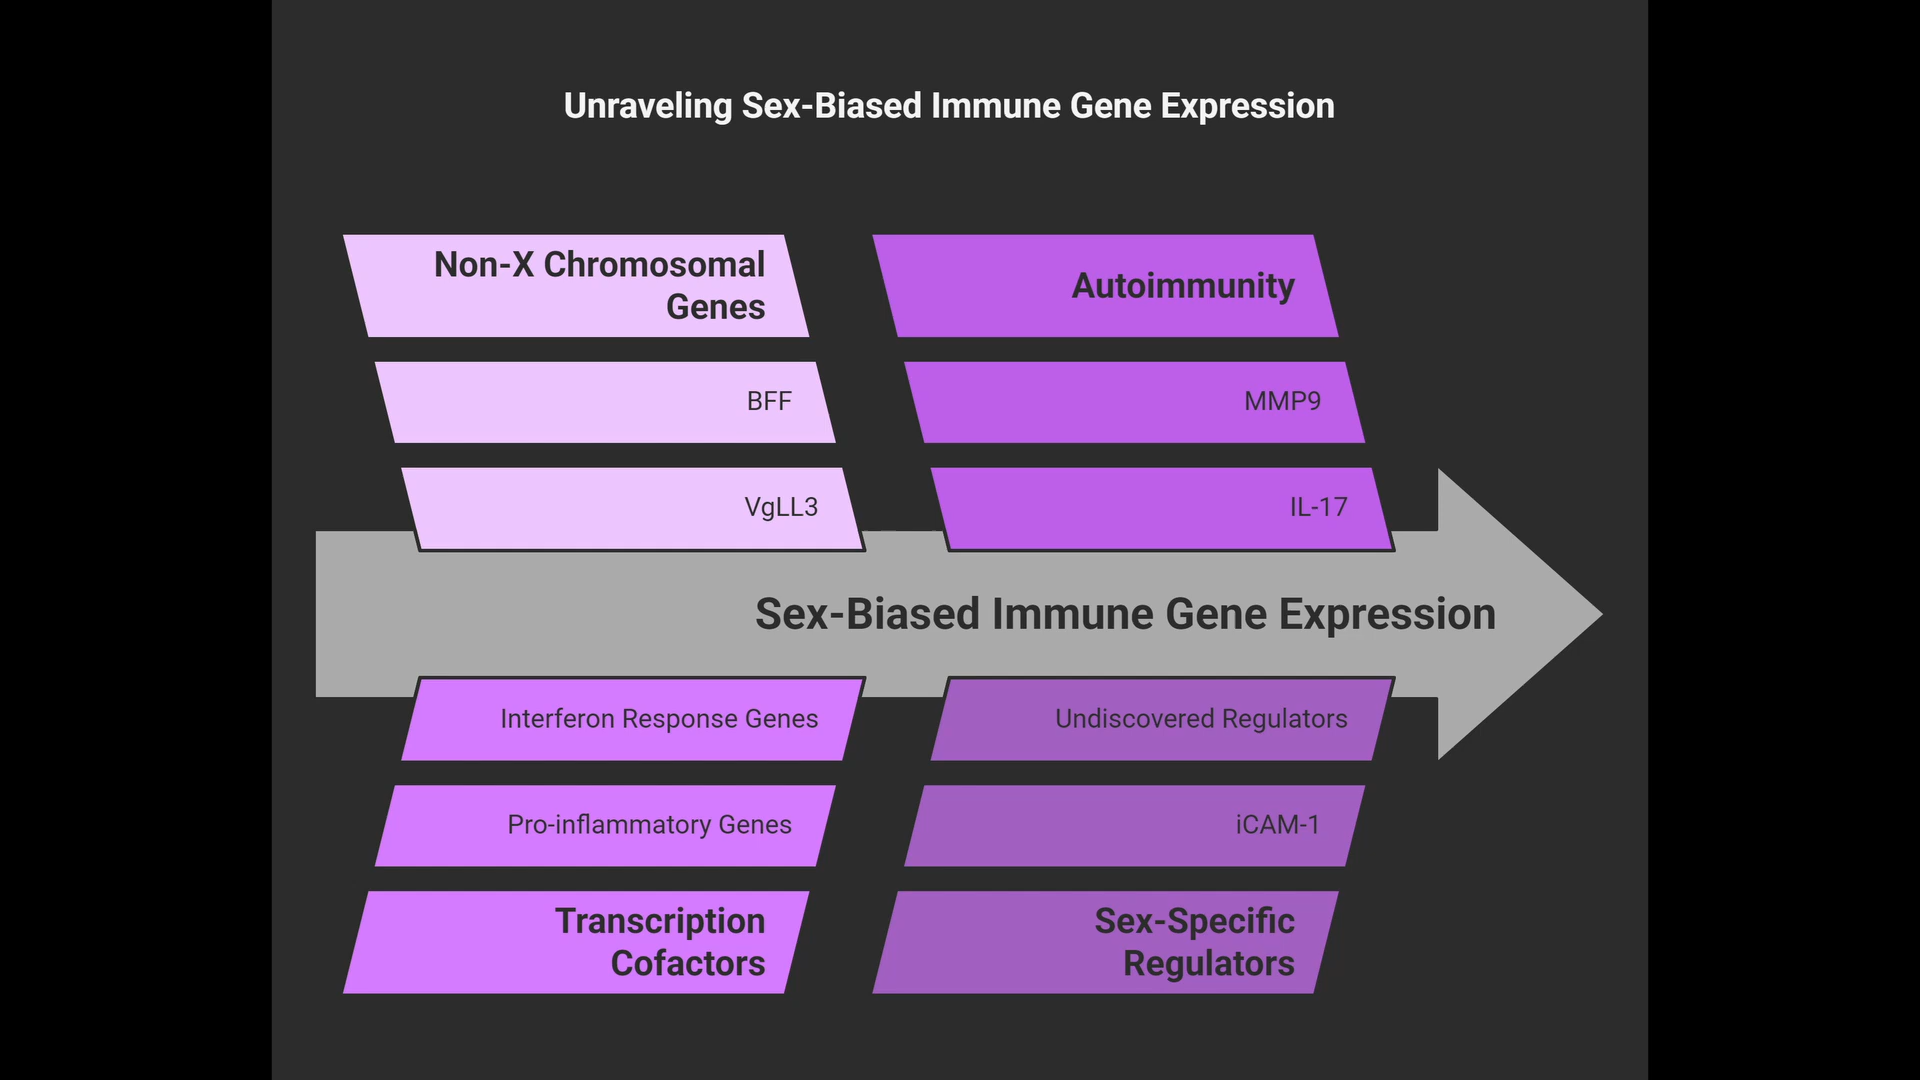 Unraveling Sex-Biased Immune Gene Expression
Non-X Chromosomal
Genes
BFF
VgLL3
Autoimmunity
MMP9
IL-17
Sex-Biased Immune Gene Expression
Interferon Response Genes
Pro-inflammatory Genes
Transcription
Cofactors
Undiscovered Regulators
iCAM-1
Sex-Specific
Regulators